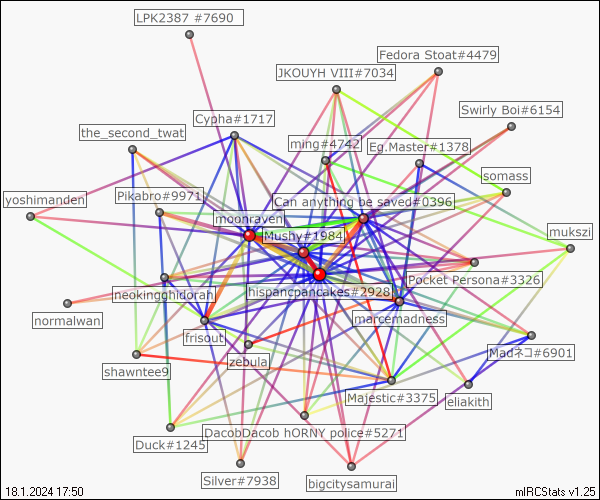 LPK2387 #7690
Fedora Stoat#4479
JKOUYH VIII#7034
Swirly Boi#6154
Cypha#1717
the_second_twat
ming#4742
Eg.Master#1378
somass
yoshimanden
Pikabro#9971
Can anything be saved#0396
moonraven
mukszi
Mushy#1984
Pocket Persona#3326
neokingghidorah
hispancpancakes#2928
normalwan
marcemadness
frisout
Madネコ#6901
zebula
shawntee9
Majestic#3375
eliakith
DacobDacob hORNY police#5271
Duck#1245
Silver#7938
bigcitysamurai
18.1.2024 17:50
mIRCStats v1.25